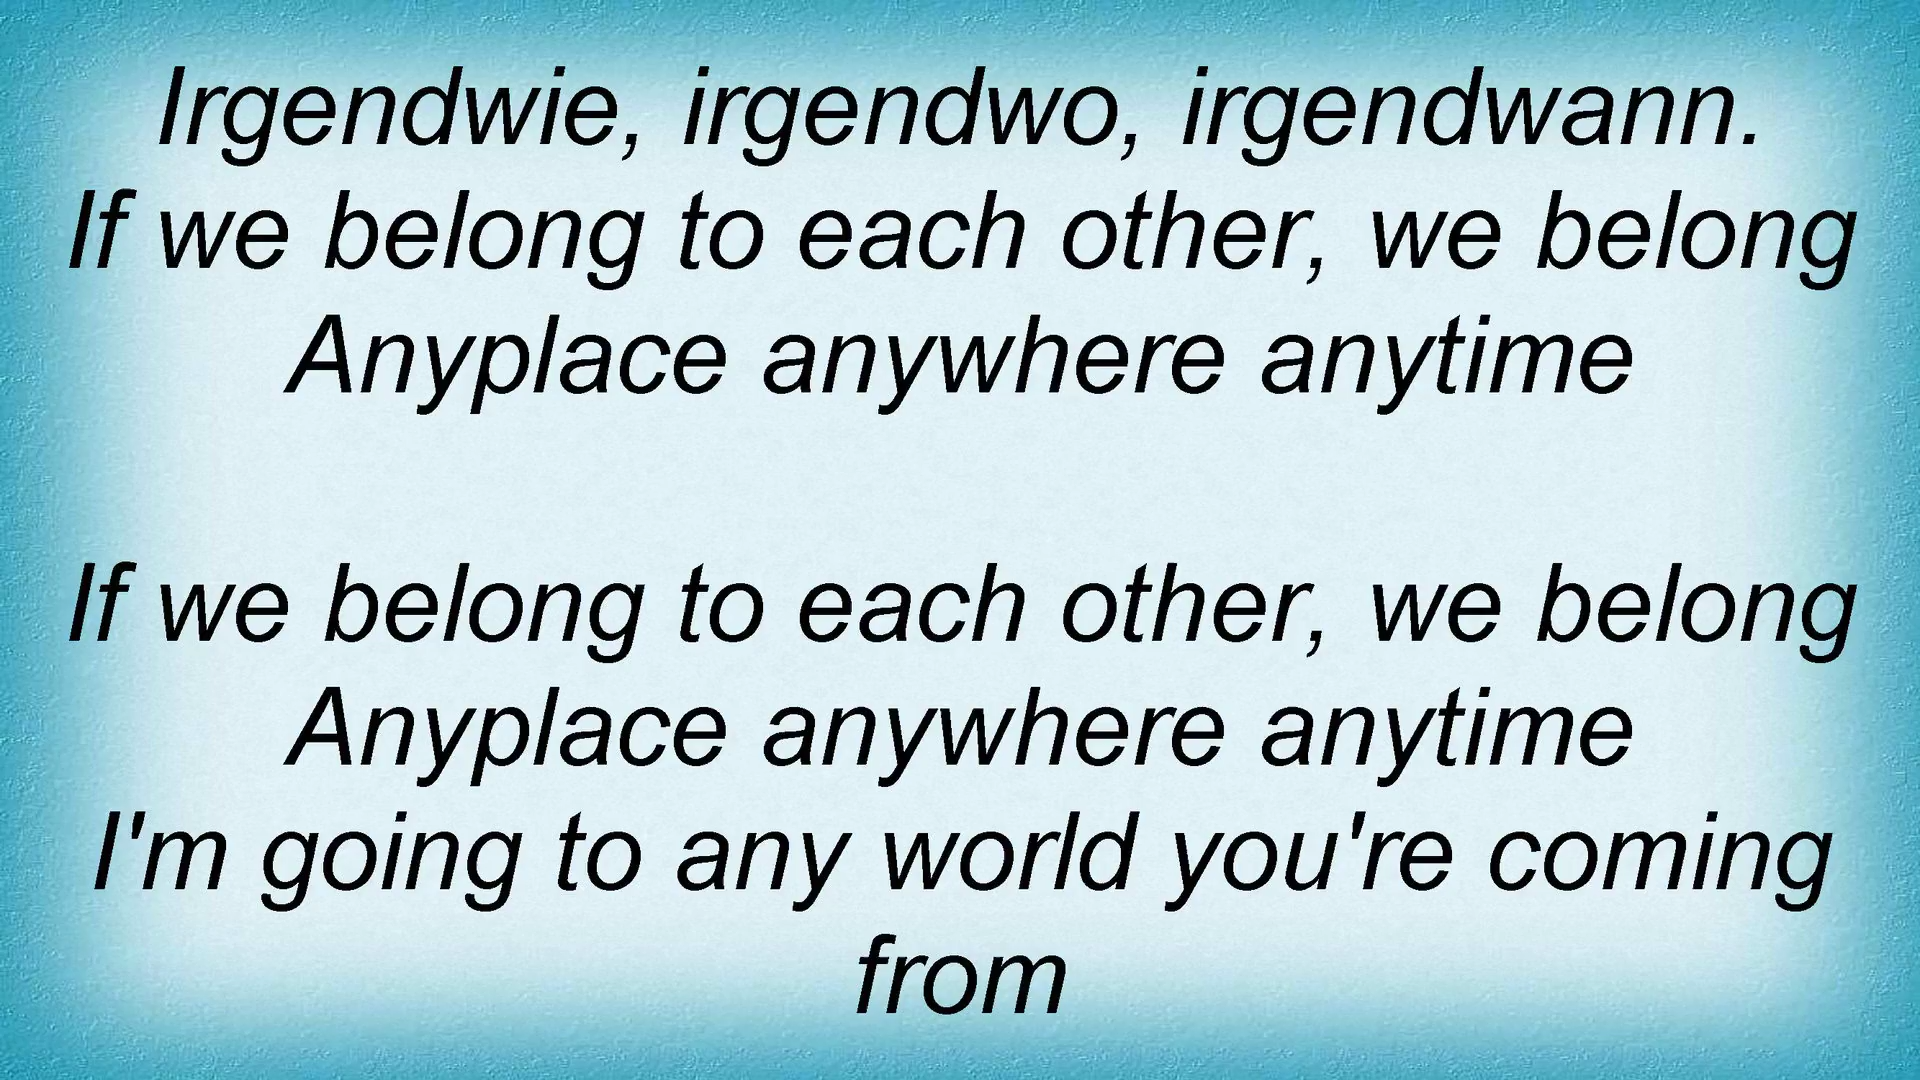 Irgendwie, irgendwo, irgendwann.
If we belong to each other, we belong
Anyplace anywhere anytime
If we belong to each other, we belong
Anyplace anywhere anytime
I'm going to any world you're coming
from